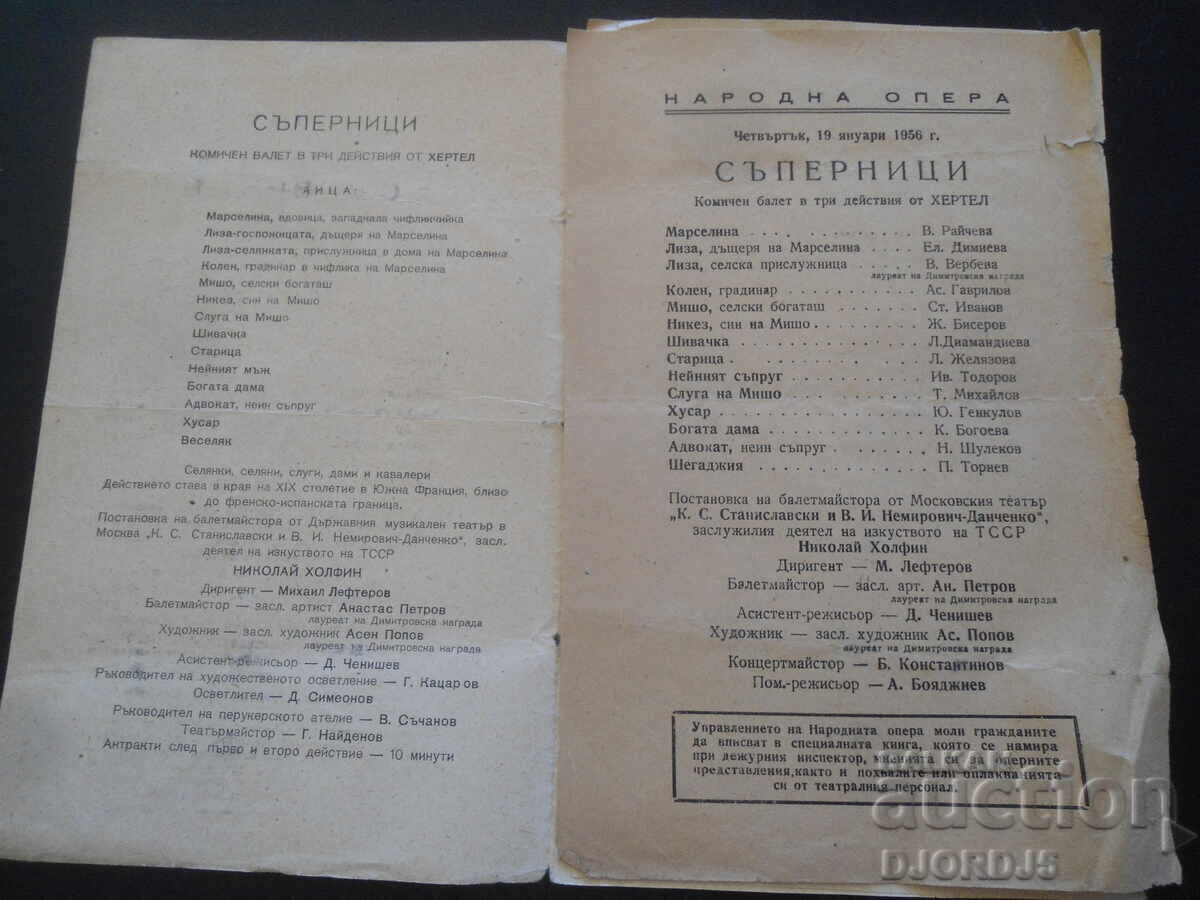 СЪПЕРНИЦИ
КОМИЧЕН БАЛЕТ В ТРИ ДЕЙСТВИЯ ОТ ХЕРТЕЛ
ЛИЦА:
Марселина, вдовица, западнала чифликчийка
Лиза-госпожицата, дъщеря на Марселина
Лиза-селянката, прислужница в дома на Марселина
Колен, градинар в чифлика на Марселина
Мишо, селски богаташ
Никез, син на Мишо
Слуга на Мишо
Шивачка
Старица
Нейният мъж
Богата дама
Адвокат, неин съпруг
Хусар
Веселяк
Селянки, селяни, слуги, дами и кавалери
Действието става в края на XIX столетие в Южна Франция, близо
до френско-испанската граница.
Постановка на балетмайстора от Държавния музикален театър в
Москва „К. С. Станиславски и В. И. Немирович-Данченко", засл.
деятел на изкуството на ТССР
НИКОЛАЙ ХОЛФИН
Диригент — Михаил Лефтеров
Балетмайстор — засл. артист Анастас Петров
лауреат на Димитровска награда
Художник — засл. художник Асен Попов
лауреат на Димитровска награда
Асистент-режисьор — Д. Ченишев
Ръководител на художественото осветление — Г. Кацаров
Осветлител — Д. Симеонов
Ръководител на перукерското ателие — В. Съчанов
Театърмайстор — Г. Найденов
Антракти след първо и второ действие — 10 минути
НАРОДНА ОПЕРА
Четвъртък, 19 януари 1956 г.
СЪПЕРНИЦИ
Комичен балет в три действия от ХЕРТЕЛ
Марселина . . . . . . . . . . . . В. Райчева
Лиза, дъщеря на Марселина . . . . Ел. Димиева
Лиза, селска прислужница . . . . . В. Вербева
лауреат на Димитровска награда
Колен, градинар . . . . . . . . . . Ас. Гаврилов
Мишо, селски богаташ . . . . . . Ст. Иванов
Никез, син на Мишо . . . . . . . . Ж. Бисеров
Шивачка . . . . . . . . . . . . . Л.Диамандиева
Старица . . . . . . . . . . . . Л. Желязова
Нейният съпруг . . . . . . . . . . Ив. Тодоров
Слуга на Мишо . . . . . . . . . . Т. Михайлов
Хусар . . . . . . . . . . . . . . Ю. Генкулов
Богата дама . . . . . . . . . . . К. Богоева
Адвокат, неин съпруг . . . . . . . Н. Шулеков
Шегаджия . . . . . . . . . . . . П. Торнев
Постановка на балетмайстора от Московския театър
„К. С. Станиславски и В. И. Немирович-Данченко",
заслужилия деятел на изкуството на ТССР
Николай Холфин
Диригент — М. Лефтеров
Балетмайстор — засл. арт. Ан. Петров
лауреат на Димитровска награда
Асистент-режисьор — Д. Ченишев
Художник — засл. художник Ас. Попов
лауреат на Димитровска награда
Концертмайстор — Б. Константинов
Пом.-режисьор — А. Бояджиев
Управлението на Народната опера моли гражданите
да вписват в специалната книга, която се намира
при дежурния инспектор, мненията си за оперните
представления, както и похвалите или оплакванията
си от театралния персонал.
BALKAN
auction
DJORDJ5